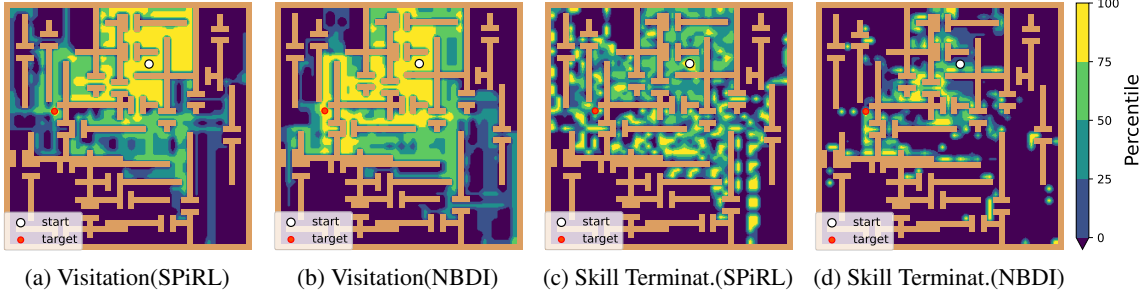 start
target
start
target
start
target
start
target
100
75
50
25
0
Percentile
(a) Visitation(SPiRL)
(b) Visitation(NBDI)
(c) Skill Terminat.(SPiRL)
(d) Skill Terminat.(NBDI)